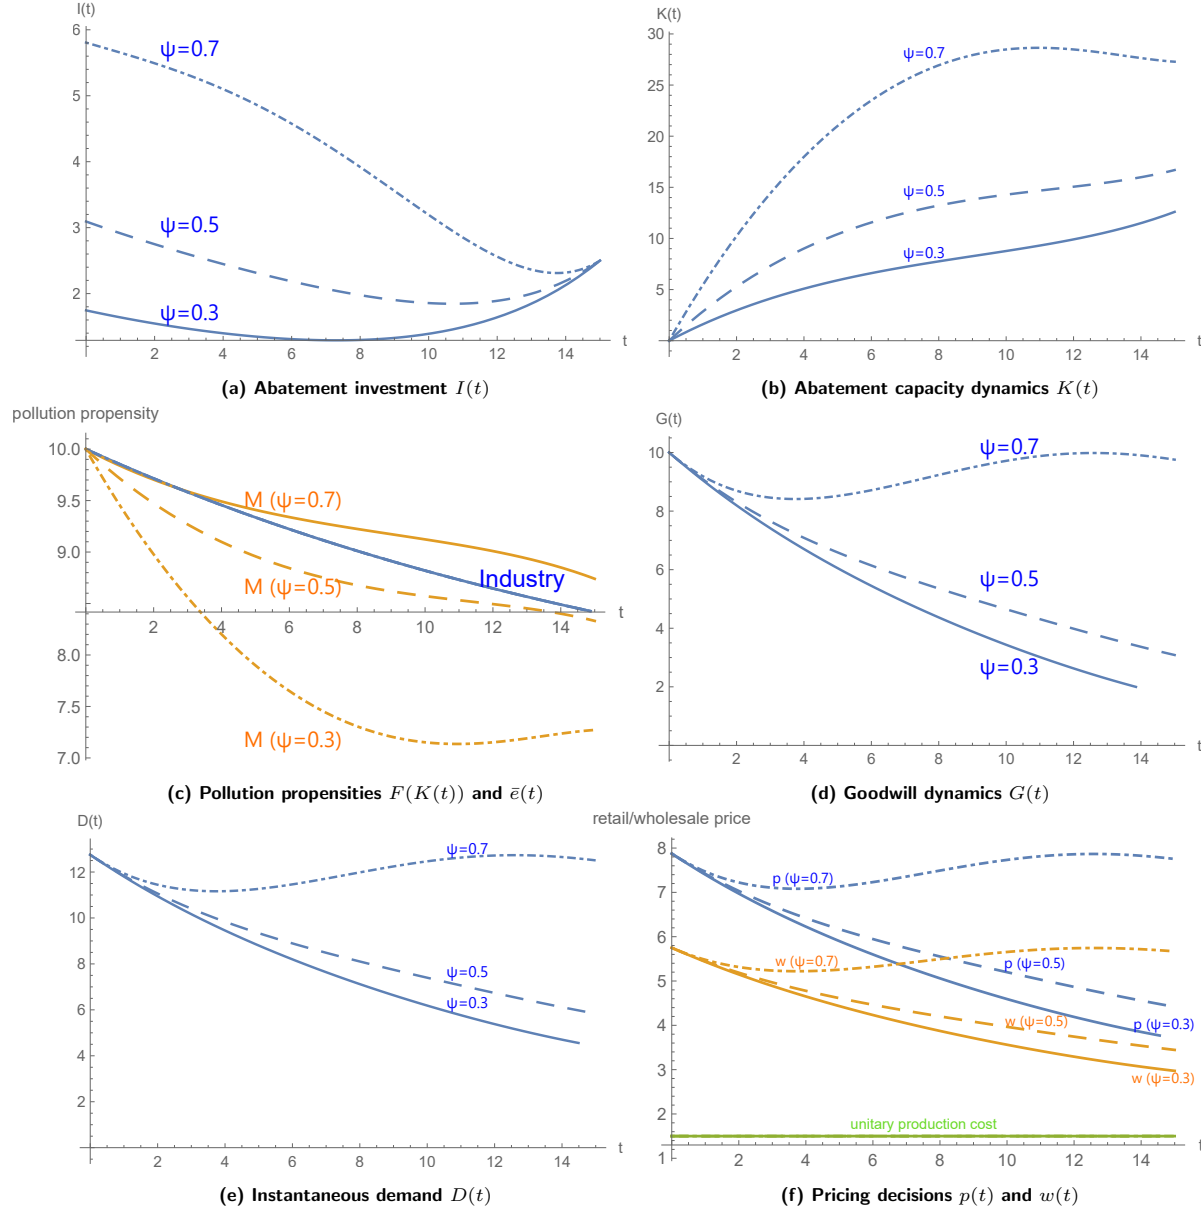 I(t)
6
5
4
3
2
ψ=0.7
ψ=0.5
ψ=0.3
2 4 6 8 10 12 14 t
(a) Abatement investment I(t)
K(t)
30
25
20
15
10
5
ψ=0.7
ψ=0.5
ψ=0.3
2 4 6 8 10 12 14 t
(b) Abatement capacity dynamics K(t)
pollution propensity
10.0
9.5
9.0
8.0
7.5
7.0
M (ψ=0.7)
Industry
M (ψ=0.5)
M (ψ=0.3)
2 4 6 8 10 12 14 t
(c) Pollution propensities F(K(t)) and ē(t)
G(t)
10
8
6
4
2
ψ=0.7
ψ=0.5
ψ=0.3
2 4 6 8 10 12 14 t
(d) Goodwill dynamics G(t)
D(t)
12
10
8
6
4
2
ψ=0.7
ψ=0.5
ψ=0.3
2 4 6 8 10 12 14 t
(e) Instantaneous demand D(t)
retail/wholesale price
8
7
6
5
4
3
2
1
p (ψ=0.7)
w (ψ=0.7)
p (ψ=0.5)
w (ψ=0.5)
p (ψ=0.3)
w (ψ=0.3)
unitary production cost
2 4 6 8 10 12 14 t
(f) Pricing decisions p(t) and w(t)